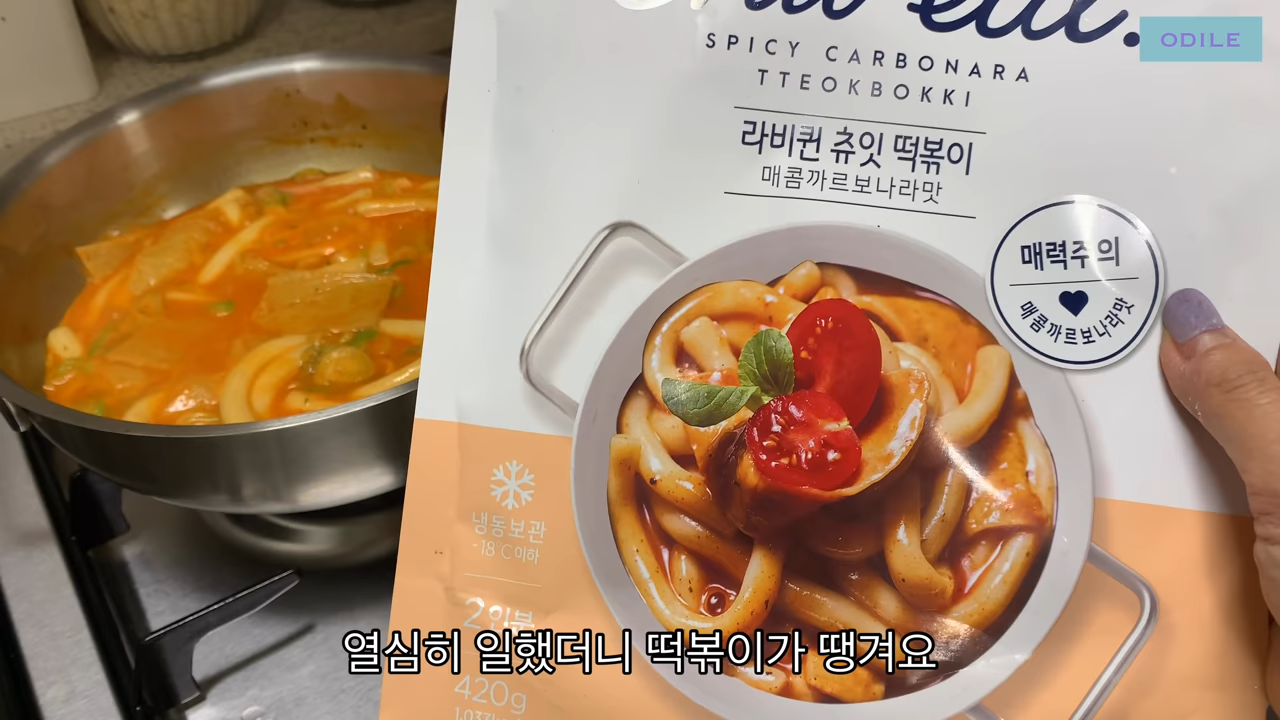 eat.
ODILE
SPICY CARBONARA
TTEOKBOKKI
라비퀸 츄잇 떡볶이
매콤까르보나라맛
매력주의
매콤까르보나라맛
냉동보관
-18℃이하
2인분
420g
열심히 일했더니 떡볶이가 땡겨요